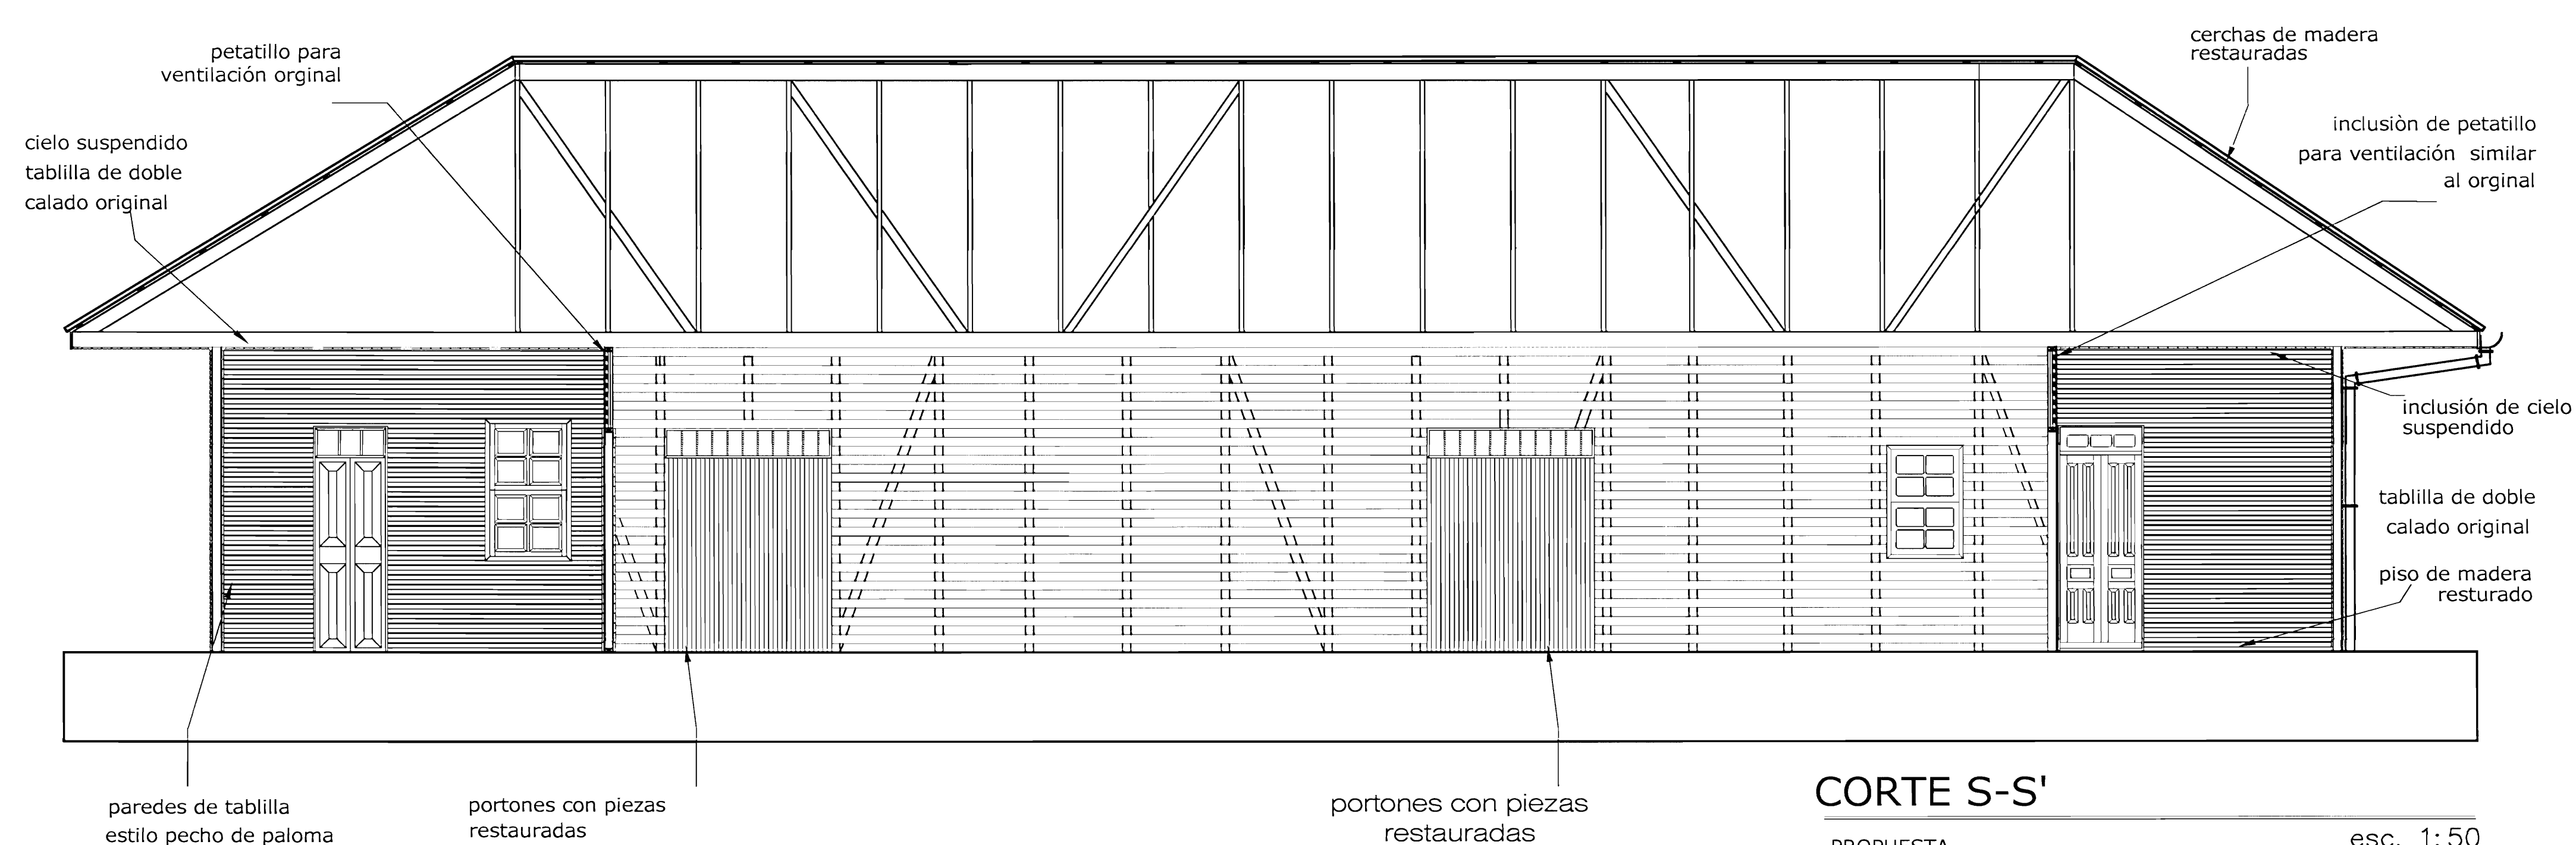 petatillo para
ventilación orginal
cielo suspendido
tablilla de doble
calado original
cerchas de madera
restauradas
inclusiòn de petatillo
para ventilación similar
al orginal
inclusión de cielo
suspendido
tablilla de doble
calado original
piso de madera
resturado
paredes de tablilla
estilo pecho de paloma
portones con piezas
restauradas
portones con piezas
restauradas
CORTE S-S'
PROPUESTA
esc. 1:50